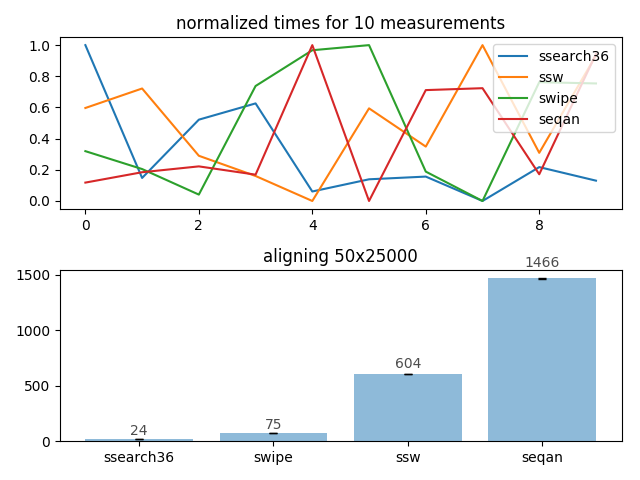 normalized times for 10 measurements
1.0
0.8
0.6
0.4
0.2
0.0
ssearch36
ssw
swipe
seqan
0 2 4 6 8
aligning 50x25000
1500
1000
500
0
24
75
604
1466
ssearch36 swipe ssw seqan